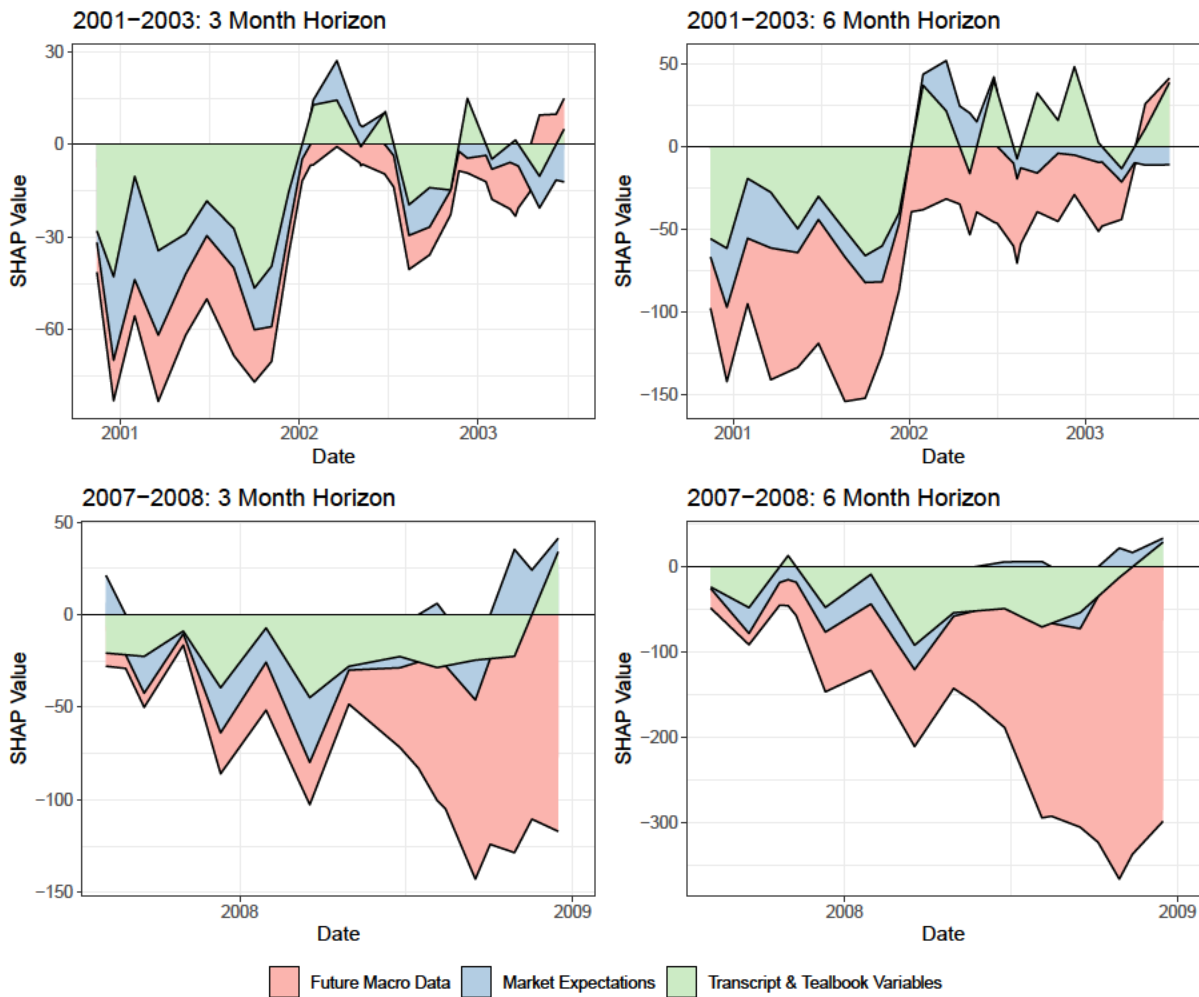 2001−2003: 3 Month Horizon
30
0
−30
−60
SHAP Value
2001
2002
2003
Date
2001−2003: 6 Month Horizon
50
0
−50
−100
−150
SHAP Value
2001
2002
2003
Date
2007−2008: 3 Month Horizon
50
0
−50
−100
−150
SHAP Value
2008
2009
Date
2007−2008: 6 Month Horizon
0
−100
−200
−300
SHAP Value
2008
2009
Date
Future Macro Data Market Expectations Transcript & Tealbook Variables